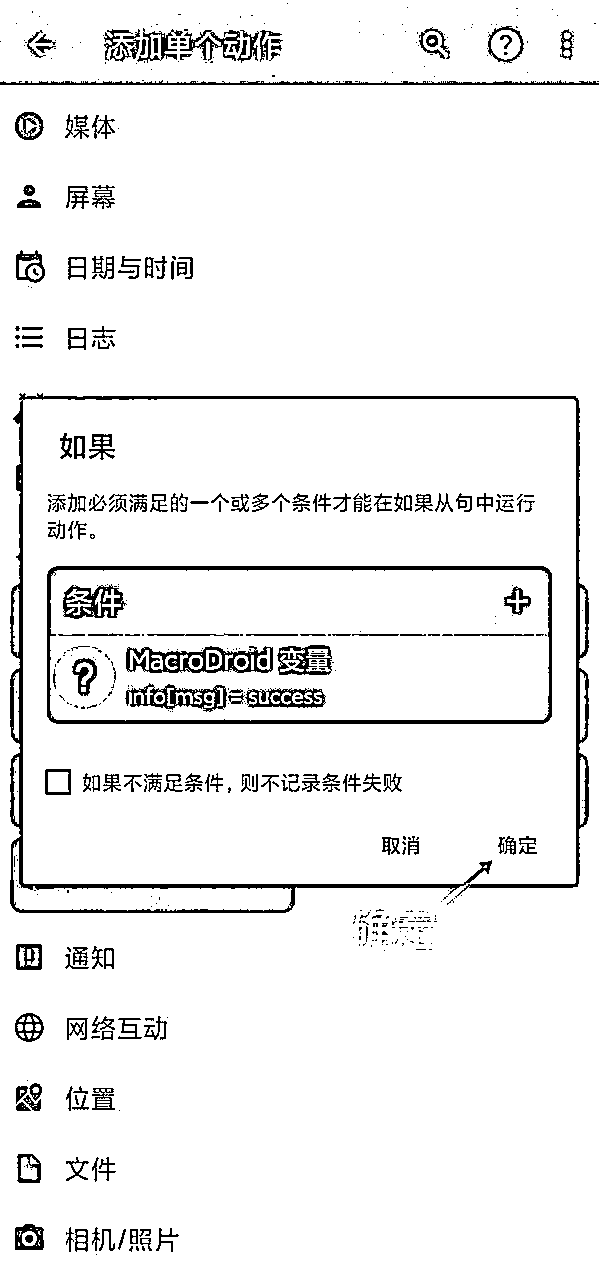 添加单个动作
媒体
屏幕
日期与时间
日志
如果
添加必须满足的一个或多个条件才能在如果从句中运行
动作。
条件
MacroDroid 变量
info[msg] = success
如果不满足条件，则不记录条件失败
取消
确定
确定
通知
网络互动
位置
文件
相机/照片